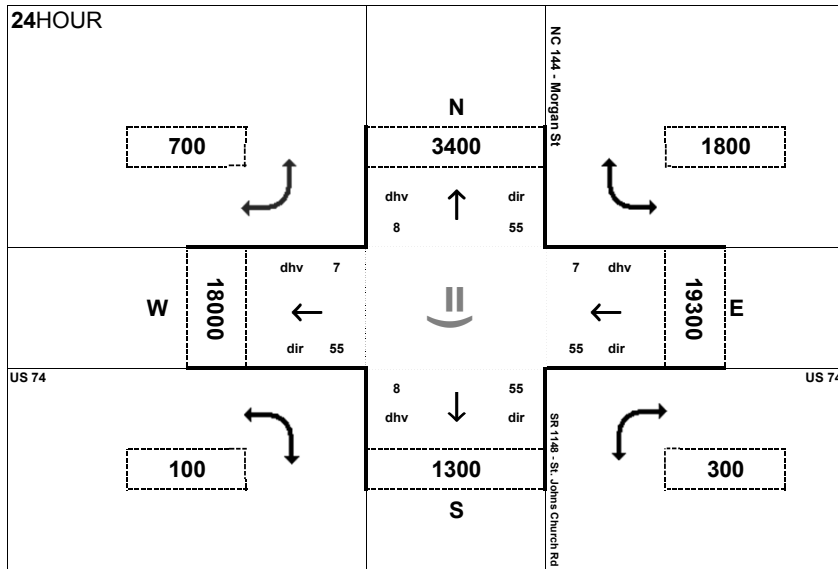 24HOUR
NC 144 - Morgan St
N
700
3400
1800
dhv
dir
8
55
W
18000
dhv 7
dir 55
7 dhv
55 dir
19300
E
US 74
US 74
8
55
dhv
dir
SR 1148 - St. Johns Church Rd
100
1300
300
S